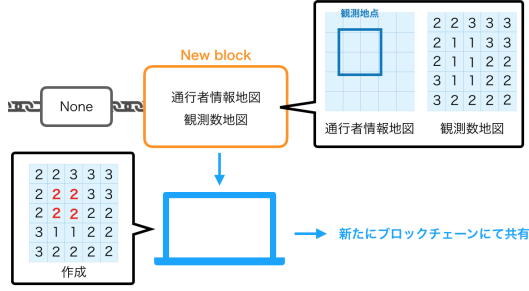 New block
None
通行者情報地図
観測数地図
観測地点
2 2 3 3 3
2 1 1 3 3
2 1 1 2 2
3 1 1 2 2
3 2 2 2 2
通行者情報地図 観測数地図
2 2 3 3 3
2 2 2 3 3
2 2 2 2 2
3 1 1 2 2
3 2 2 2 2
作成
新たにブロックチェーンにて共有